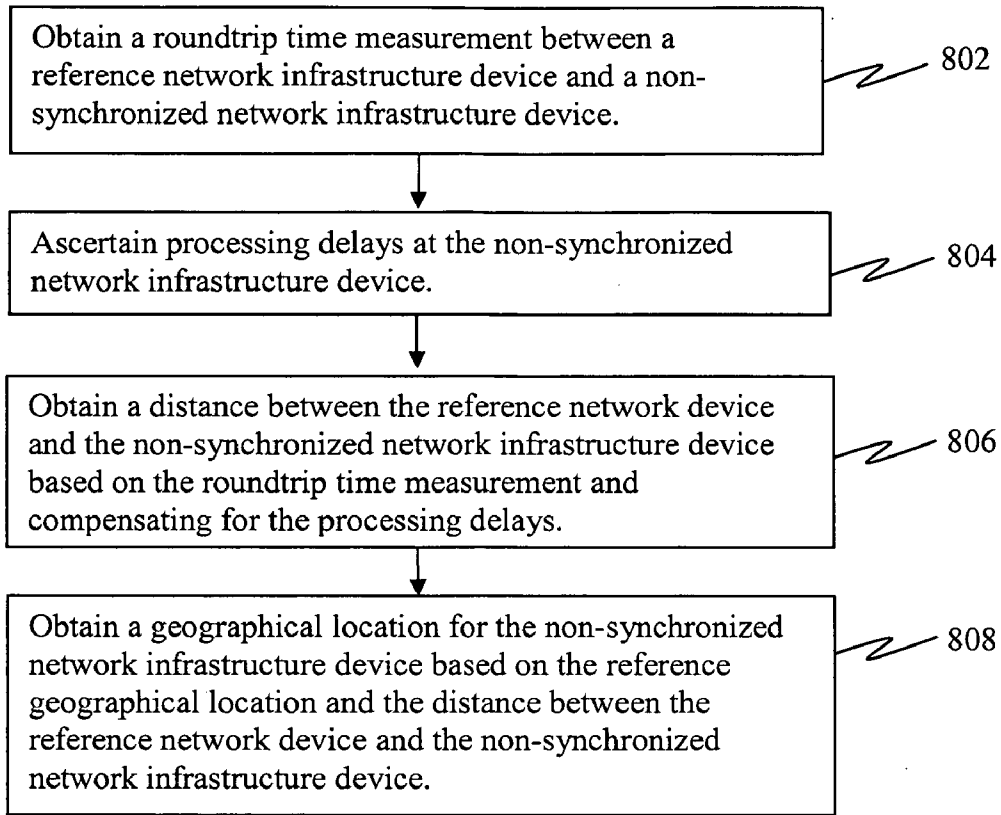 Obtain a roundtrip time measurement between a
reference network infrastructure device and a non-
synchronized network infrastructure device.
802
Ascertain processing delays at the non-synchronized
network infrastructure device.
804
Obtain a distance between the reference network device
and the non-synchronized network infrastructure device
based on the roundtrip time measurement and
compensating for the processing delays.
806
Obtain a geographical location for the non-synchronized
network infrastructure device based on the reference
geographical location and the distance between the
reference network device and the non-synchronized
network infrastructure device.
808